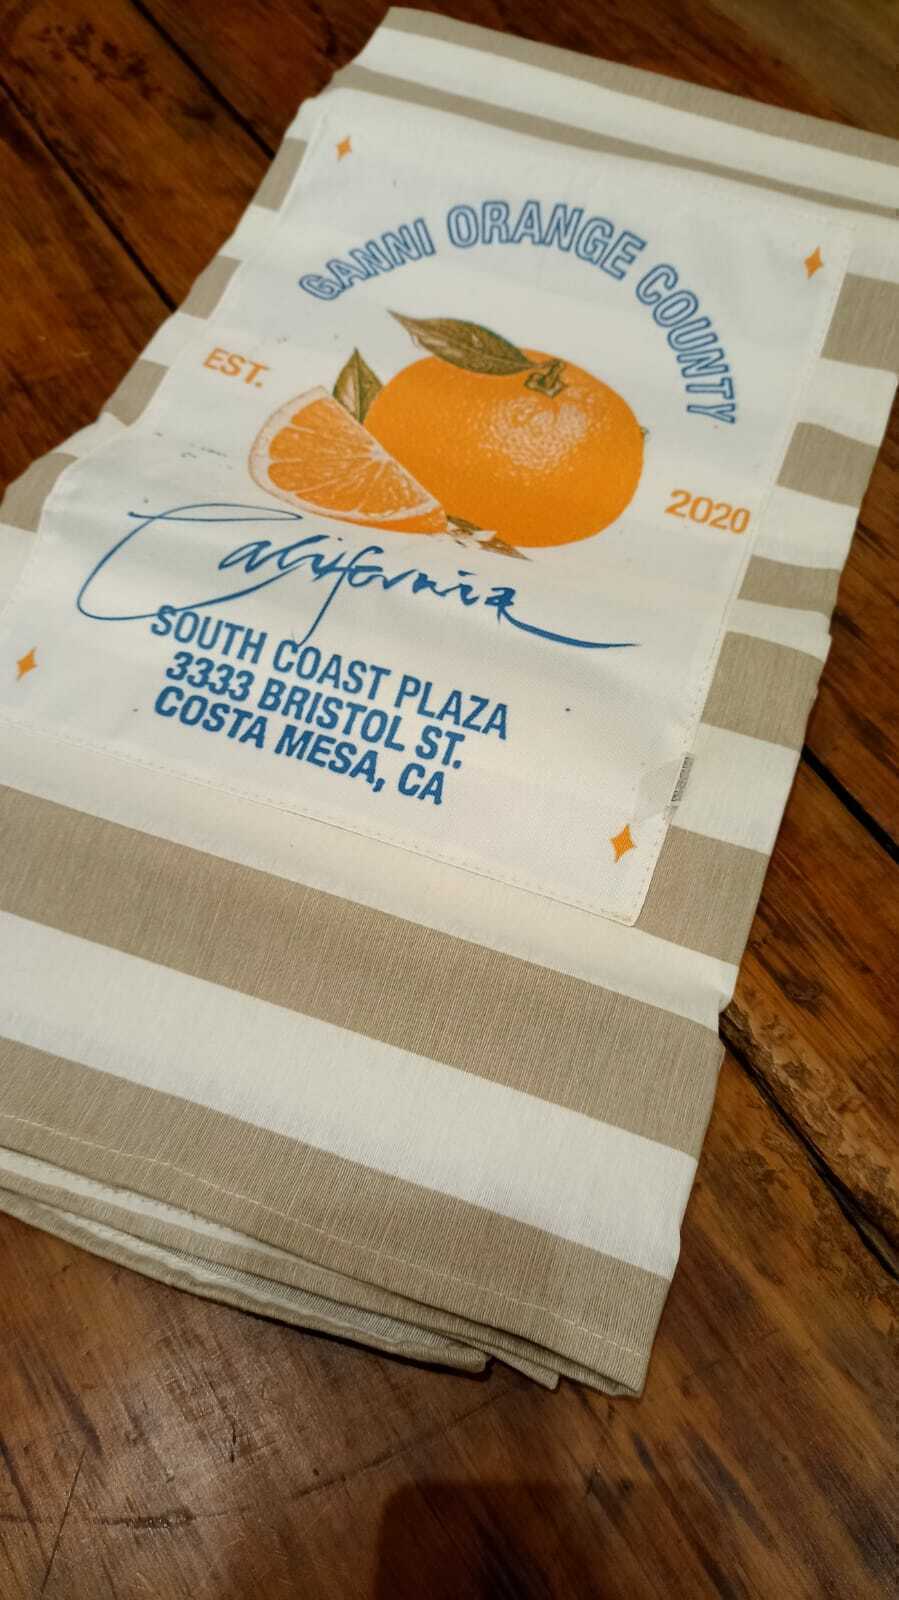 GANNI ORANGE COUNTY
EST.
2020
California
SOUTH COAST PLAZA
3333 BRISTOL ST.
COSTA MESA, CA